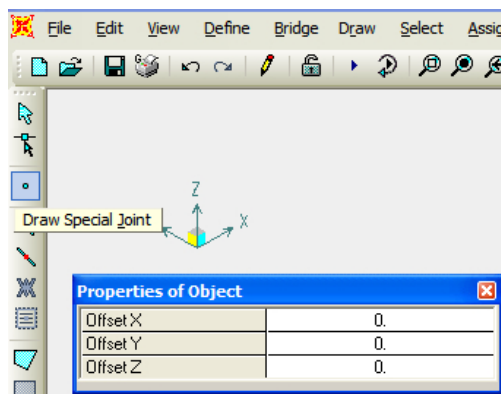 File Edit View Define Bridge Draw Select
Z
X
Draw Special Joint
Properties of Object
Offset X 0.
Offset Y 0.
Offset Z 0.